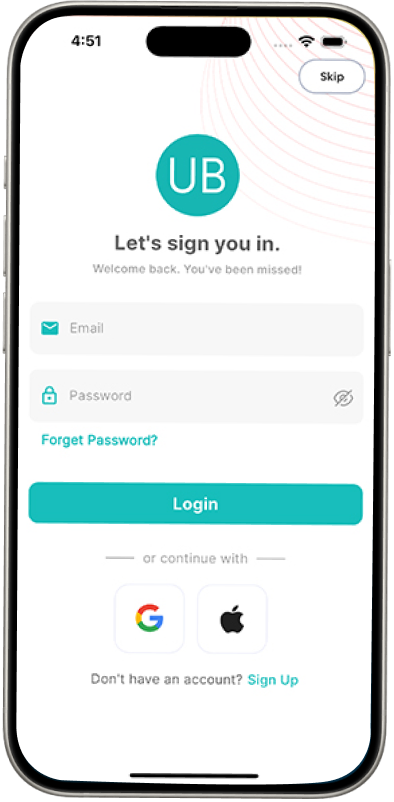 4:51
Skip
UB
Let's sign you in.
Welcome back. You've been missed!
Email
Password
Forget Password?
Login
or continue with
G
Don't have an account? Sign Up